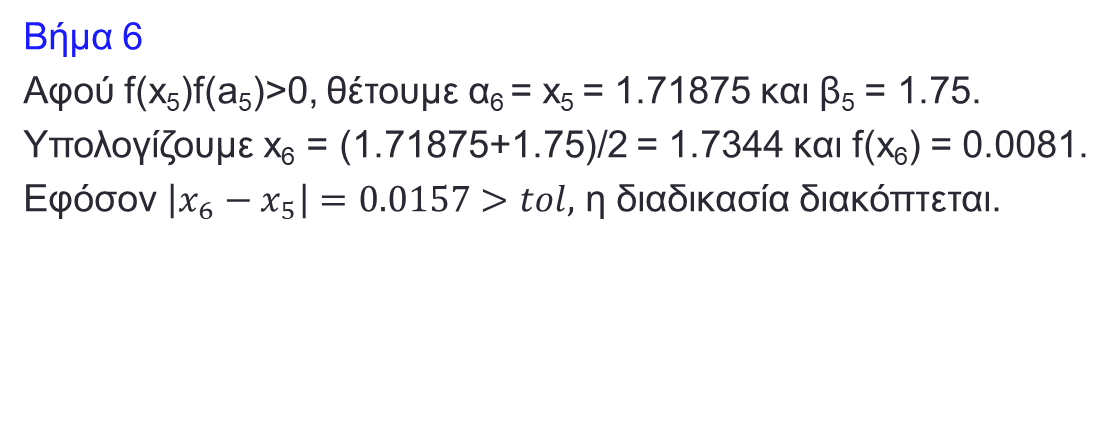 Βήμα 6
Αφού f(x₅)f(a₅)>0, θέτουμε α₆ = x₅ = 1.71875 και β₅ = 1.75.
Υπολογίζουμε x₆ = (1.71875+1.75)/2 = 1.7344 και f(x₆) = 0.0081.
Εφόσον |𝑥₆ − 𝑥₅| = 0.0157 > 𝑡𝑜𝑙, η διαδικασία διακόπτεται.